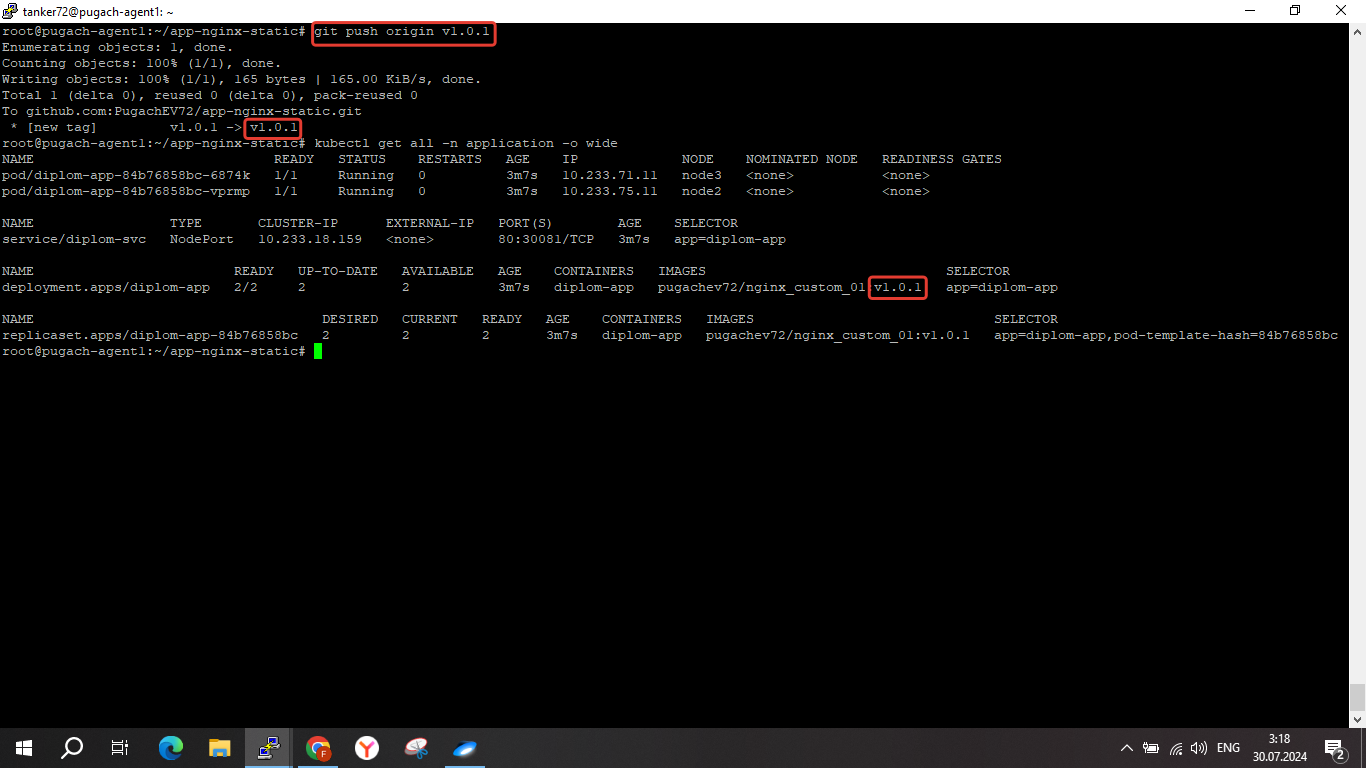 tanker72@pugach-agent1: ~
root@pugach-agent1:~/app-nginx-static# git push origin v1.0.1
Enumerating objects: 1, done.
Counting objects: 100% (1/1), done.
Writing objects: 100% (1/1), 165 bytes | 165.00 KiB/s, done.
Total 1 (delta 0), reused 0 (delta 0), pack-reused 0
To github.com:PugachEV72/app-nginx-static.git
 * [new tag]         v1.0.1 -> v1.0.1
root@pugach-agent1:~/app-nginx-static# kubectl get all -n application -o wide
NAME                              READY   STATUS    RESTARTS   AGE    IP             NODE    NOMINATED NODE   READINESS GATES
pod/diplom-app-84b76858bc-6874k   1/1     Running   0          3m7s   10.233.71.11   node3   <none>           <none>
pod/diplom-app-84b76858bc-vprmp   1/1     Running   0          3m7s   10.233.75.11   node2   <none>           <none>
NAME                 TYPE       CLUSTER-IP      EXTERNAL-IP   PORT(S)        AGE    SELECTOR
service/diplom-svc   NodePort   10.233.18.159   <none>        80:30081/TCP   3m7s   app=diplom-app
NAME                         READY   UP-TO-DATE   AVAILABLE   AGE    CONTAINERS   IMAGES                              SELECTOR
deployment.apps/diplom-app   2/2     2            2           3m7s   diplom-app   pugachev72/nginx_custom_01:v1.0.1   app=diplom-app
NAME                                    DESIRED   CURRENT   READY   AGE    CONTAINERS   IMAGES                              SELECTOR
replicaset.apps/diplom-app-84b76858bc   2         2         2       3m7s   diplom-app   pugachev72/nginx_custom_01:v1.0.1   app=diplom-app,pod-template-hash=84b76858bc
root@pugach-agent1:~/app-nginx-static#
ENG
3:18
30.07.2024
2